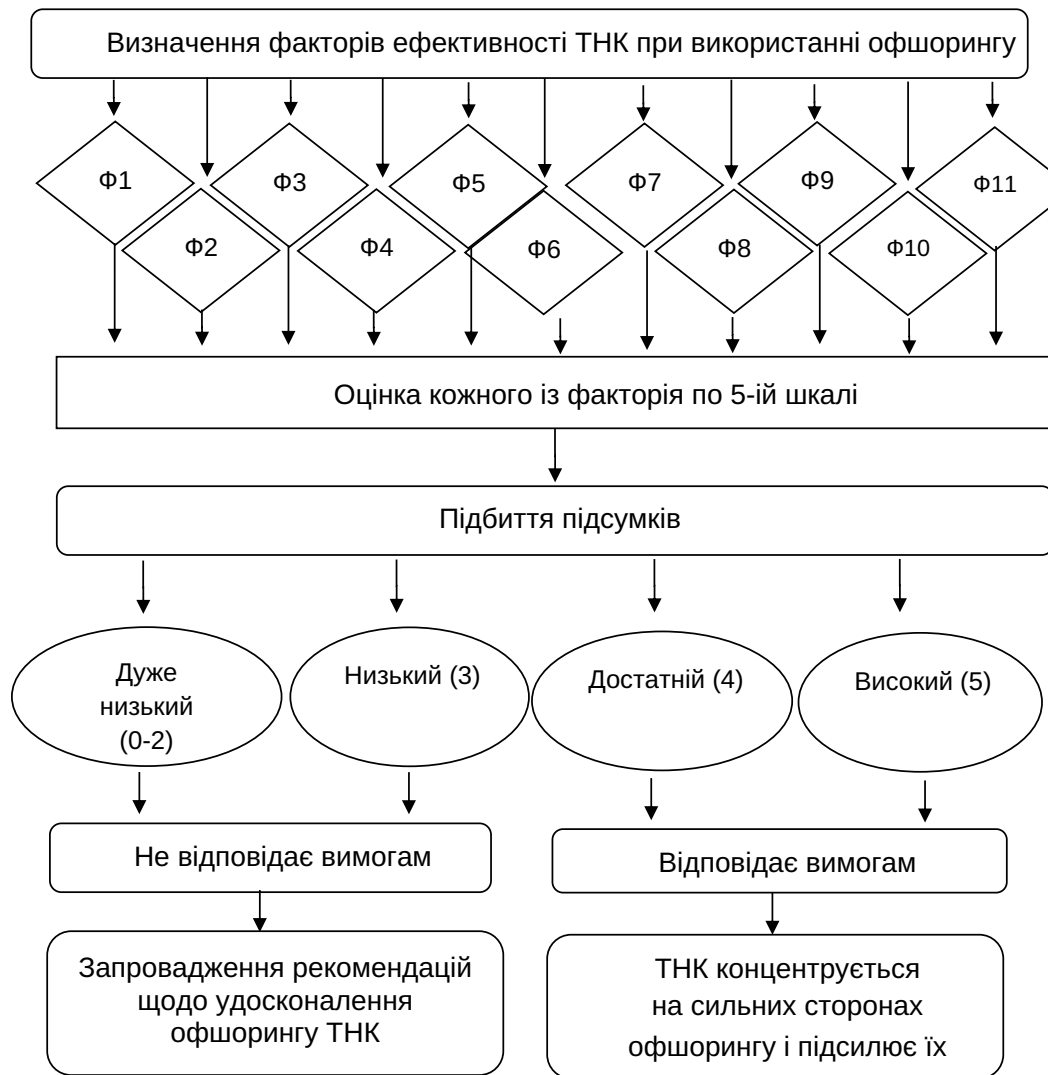 Визначення факторів ефективності ТНК при використанні офшорингу
Ф1
Ф3
Ф5
Ф7
Ф9
Ф11
Ф2
Ф4
Ф6
Ф8
Ф10
Оцінка кожного із факторія по 5-ій шкалі
Підбиття підсумків
Дуже
низький
(0-2)
Низький (3)
Достатній (4)
Високий (5)
Не відповідає вимогам
Відповідає вимогам
Запровадження рекомендацій
щодо удосконалення
офшорингу ТНК
ТНК концентрується
на сильних сторонах
офшорингу і підсилює їх